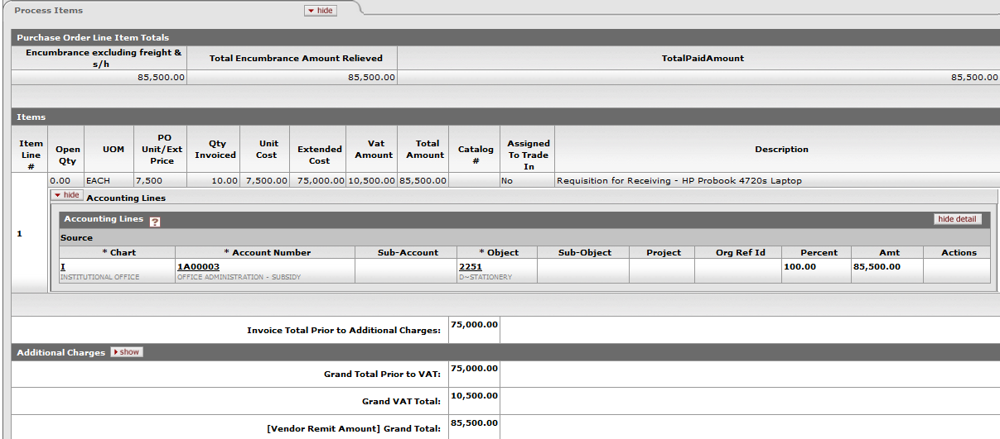 Process Items hide
Purchase Order Line Item Totals
Encumbrance excluding freight & s/h Total Encumbrance Amount Relieved TotalPaidAmount
85,500.00 85,500.00 85,500.00
Items
Item Line # Open Qty UOM PO Unit/Ext Price Qty Invoiced Unit Cost Extended Cost Vat Amount Total Amount Catalog # Assigned To Trade In Description
0.00 EACH 7,500 10.00 7,500.00 75,000.00 10,500.00 85,500.00 No Requisition for Receiving - HP Probook 4720s Laptop
hide Accounting Lines
Accounting Lines ? hide detail
1
Source
* Chart * Account Number Sub-Account * Object Sub-Object Project Org Ref Id Percent Amt Actions
I 1A00003 2251 100.00 85,500.00
INSTITUTIONAL OFFICE OFFICE ADMINISTRATION - SUBSIDY D~STATIONERY
Invoice Total Prior to Additional Charges: 75,000.00
Additional Charges show
Grand Total Prior to VAT: 75,000.00
Grand VAT Total: 10,500.00
[Vendor Remit Amount] Grand Total: 85,500.00